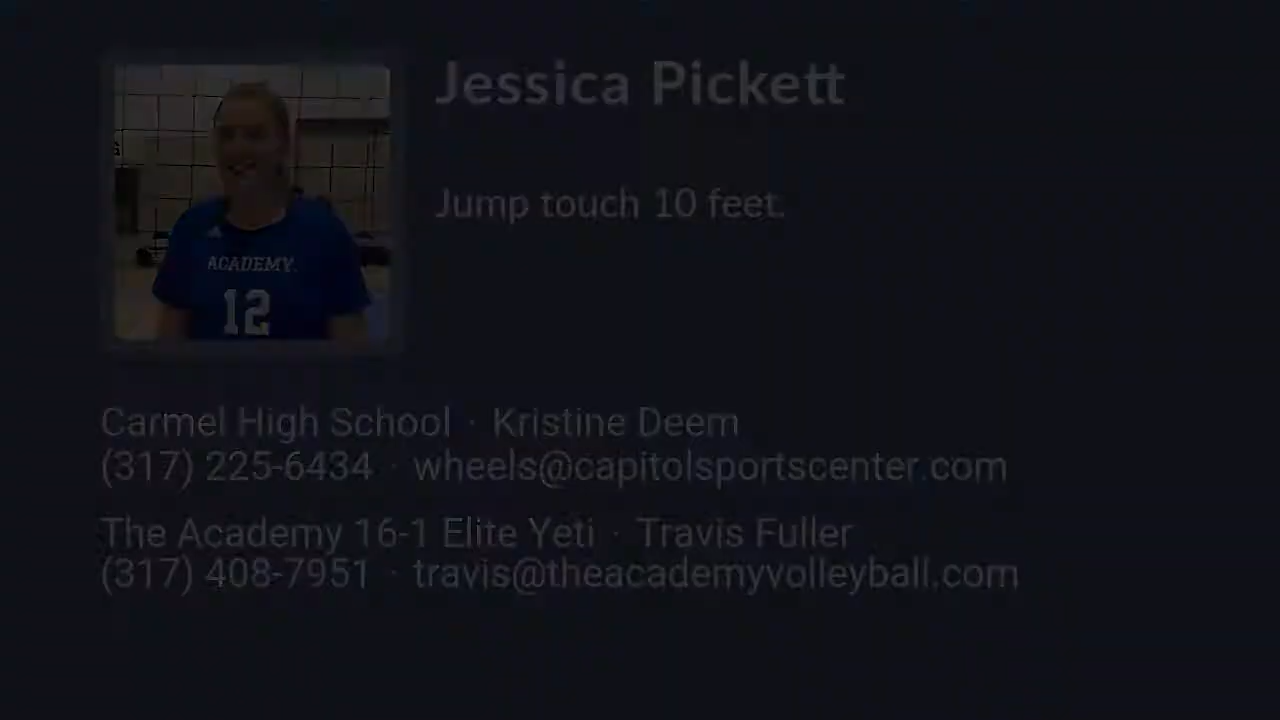 Jessica Pickett
Jump touch 10 feet.
ACADEMY.
12
Carmel High School · Kristine Deem
(317) 225-6434 · wheels@capitolsportscenter.com
The Academy 16-1 Elite Yeti · Travis Fuller
(317) 408-7951 · travis@theacademyvolleyball.com